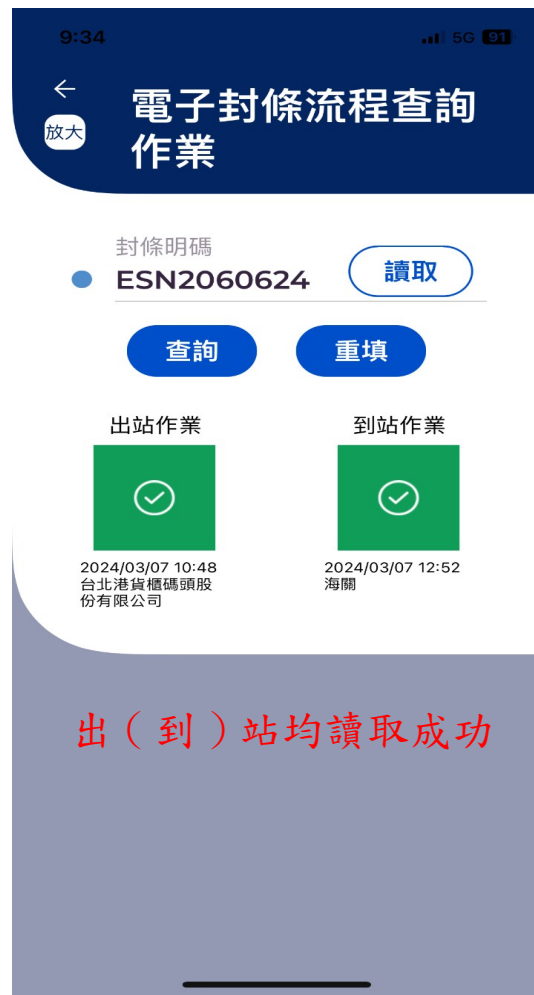 9:34
5G 91
放大
電子封條流程查詢
作業
封條明碼
ESN2060624
讀取
查詢
重填
出站作業
到站作業
2024/03/07 10:48
台北港貨櫃碼頭股
份有限公司
2024/03/07 12:52
海關
出(到)站均讀取成功